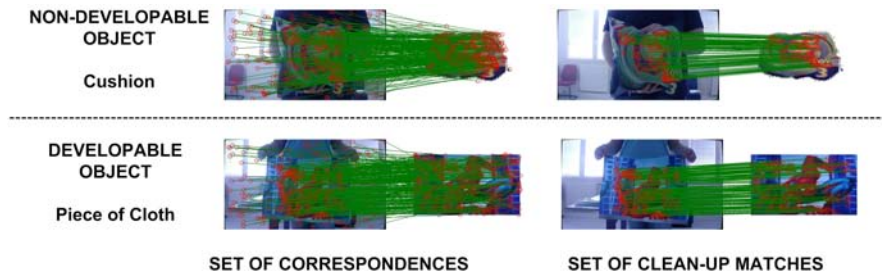 NON-DEVELOPABLE
OBJECT
Cushion
DEVELOPABLE
OBJECT
Piece of Cloth
SET OF CORRESPONDENCES
SET OF CLEAN-UP MATCHES